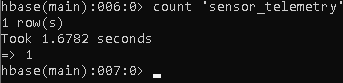 hbase(main):006:0> count 'sensor_telemetry'
1 row(s)
Took 1.6782 seconds
=> 1
hbase(main):007:0>